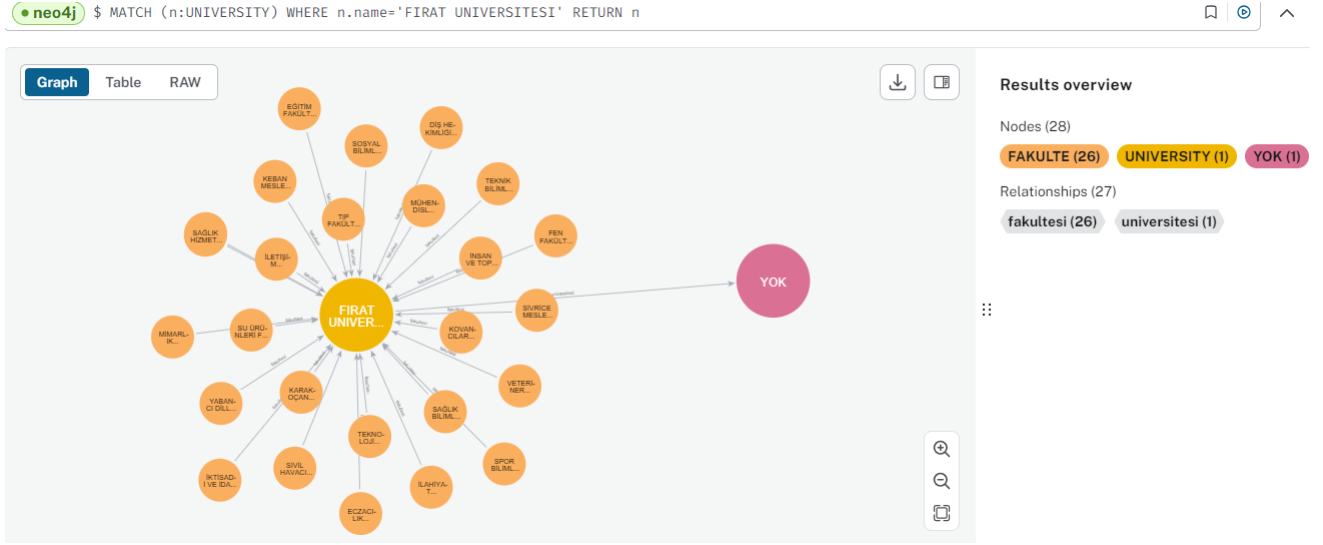 neo4j $ MATCH (n:UNIVERSITY) WHERE n.name='FIRAT UNIVERSITESI' RETURN n
Graph Table RAW
Results overview
Nodes (28)
FAKULTE (26) UNIVERSITY (1) YOK (1)
Relationships (27)
fakultesi (26) universitesi (1)
EĞİTİM
FAKÜLT...
SOSYAL
BİLİML...
DİŞ HE-
KİMLİĞİ...
KEBAN
MESLE...
TIP
FAKÜLT...
MÜHEN-
DİSL...
TEKNİK
BİLİML...
SAĞLIK
HİZMET...
İLETİŞİ-
M...
İNSAN
VE TOP...
FEN
FAKÜLT...
YOK
FIRAT
UNIVER...
SİVRİCE
MESLE...
MİMARL-
IK...
SU ÜRÜ-
NLERİ F...
KOVAN-
CILAR...
VETERİ-
NER...
YABAN-
CI DİLL...
KARAK-
OÇAN...
SAĞLIK
BİLİML...
TEKNO-
LOJİ...
İKTİSAD-
İ VE İDA...
SİVİL
HAVACI...
SPOR
BİLİML...
İLAHİYA-
T...
ECZACI-
LIK...